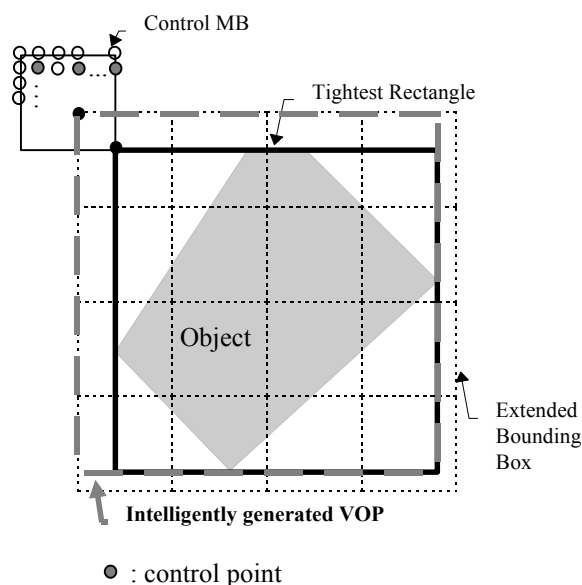 Control MB
Tightest Rectangle
Object
Extended
Bounding
Box
Intelligently generated VOP
: control point